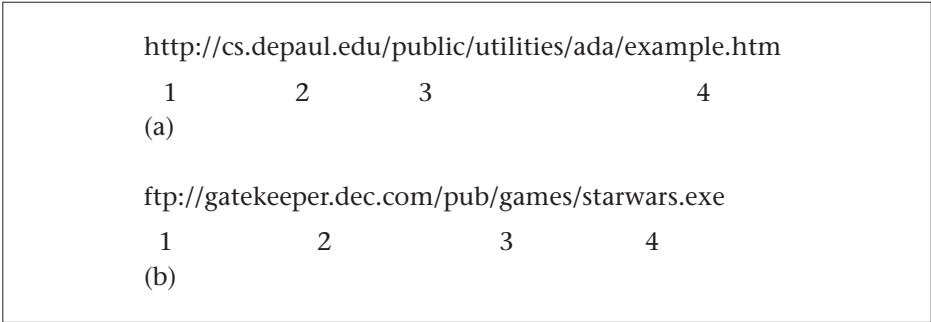 http://cs.depaul.edu/public/utilities/ada/example.htm
1 2 3 4
(a)
ftp://gatekeeper.dec.com/pub/games/starwars.exe
1 2 3 4
(b)